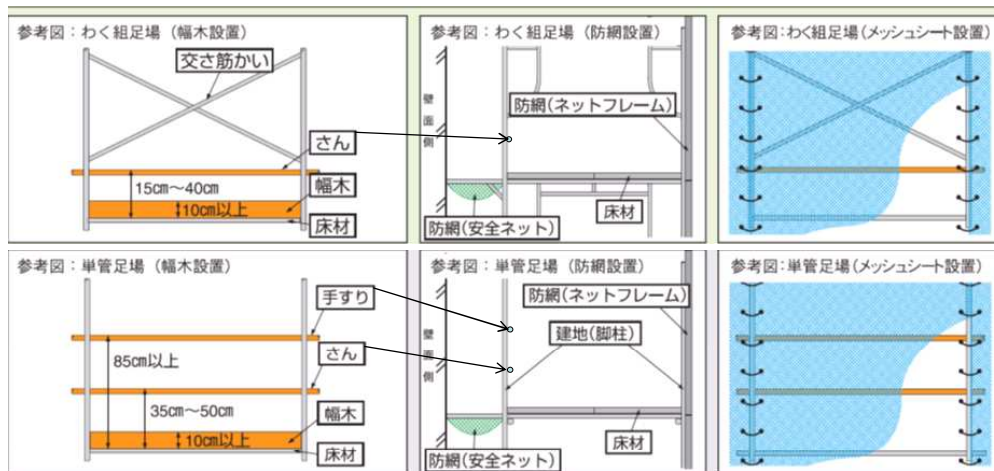 参考図：わく組足場（幅木設置）
交さ筋かい
さん
15㎝～40㎝
幅木
10㎝以上
床材
参考図：わく組足場（防網設置）
壁面側
防網(ネットフレーム)
床材
防網(安全ネット)
参考図：わく組足場(メッシュシート設置)
参考図：単管足場（幅木設置）
手すり
さん
85㎝以上
35㎝～50㎝
幅木
10㎝以上
床材
参考図：単管足場（防網設置）
壁面側
防網(ネットフレーム)
建地(脚柱)
床材
防網(安全ネット)
参考図：単管足場(メッシュシート設置)